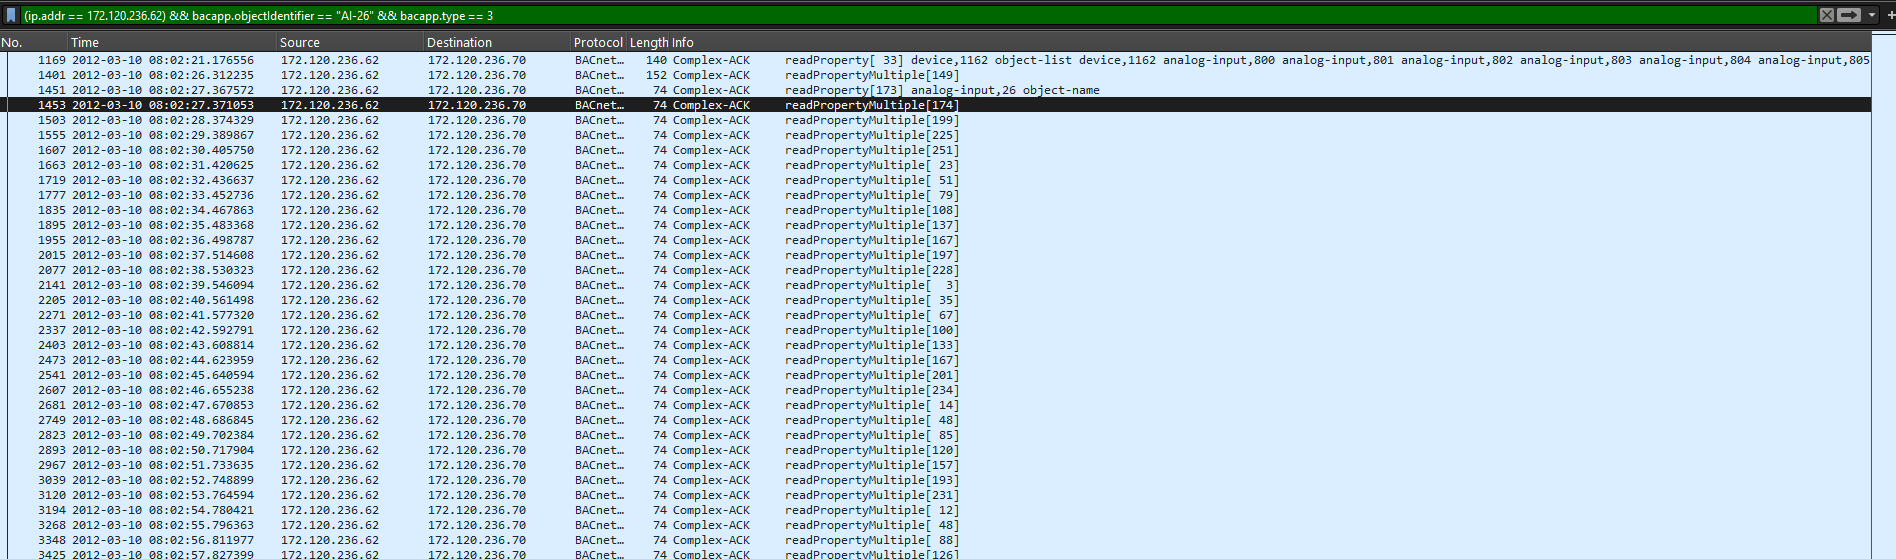 (ip.addr == 172.120.236.62) && bacapp.objectIdentifier == "AI-26" && bacapp.type == 3
No. Time Source Destination Protocol Length Info
1169 2012-03-10 08:02:21.176556 172.120.236.62 172.120.236.70 BACnet… 140 Complex-ACK readProperty[ 33] device,1162 object-list device,1162 analog-input,800 analog-input,801 analog-input,802 analog-input,803 analog-input,804 analog-input,805
1401 2012-03-10 08:02:26.312235 172.120.236.62 172.120.236.70 BACnet… 152 Complex-ACK readPropertyMultiple[149]
1451 2012-03-10 08:02:27.367572 172.120.236.62 172.120.236.70 BACnet… 74 Complex-ACK readProperty[173] analog-input,26 object-name
1453 2012-03-10 08:02:27.371053 172.120.236.62 172.120.236.70 BACnet… 74 Complex-ACK readPropertyMultiple[174]
1503 2012-03-10 08:02:28.374329 172.120.236.62 172.120.236.70 BACnet… 74 Complex-ACK readPropertyMultiple[199]
1555 2012-03-10 08:02:29.389867 172.120.236.62 172.120.236.70 BACnet… 74 Complex-ACK readPropertyMultiple[225]
1607 2012-03-10 08:02:30.405750 172.120.236.62 172.120.236.70 BACnet… 74 Complex-ACK readPropertyMultiple[251]
1663 2012-03-10 08:02:31.420625 172.120.236.62 172.120.236.70 BACnet… 74 Complex-ACK readPropertyMultiple[ 23]
1719 2012-03-10 08:02:32.436637 172.120.236.62 172.120.236.70 BACnet… 74 Complex-ACK readPropertyMultiple[ 51]
1777 2012-03-10 08:02:33.452736 172.120.236.62 172.120.236.70 BACnet… 74 Complex-ACK readPropertyMultiple[ 79]
1835 2012-03-10 08:02:34.467863 172.120.236.62 172.120.236.70 BACnet… 74 Complex-ACK readPropertyMultiple[108]
1895 2012-03-10 08:02:35.483368 172.120.236.62 172.120.236.70 BACnet… 74 Complex-ACK readPropertyMultiple[137]
1955 2012-03-10 08:02:36.498787 172.120.236.62 172.120.236.70 BACnet… 74 Complex-ACK readPropertyMultiple[167]
2015 2012-03-10 08:02:37.514608 172.120.236.62 172.120.236.70 BACnet… 74 Complex-ACK readPropertyMultiple[197]
2077 2012-03-10 08:02:38.530323 172.120.236.62 172.120.236.70 BACnet… 74 Complex-ACK readPropertyMultiple[228]
2141 2012-03-10 08:02:39.546094 172.120.236.62 172.120.236.70 BACnet… 74 Complex-ACK readPropertyMultiple[ 3]
2205 2012-03-10 08:02:40.561498 172.120.236.62 172.120.236.70 BACnet… 74 Complex-ACK readPropertyMultiple[ 35]
2271 2012-03-10 08:02:41.577320 172.120.236.62 172.120.236.70 BACnet… 74 Complex-ACK readPropertyMultiple[ 67]
2337 2012-03-10 08:02:42.592791 172.120.236.62 172.120.236.70 BACnet… 74 Complex-ACK readPropertyMultiple[100]
2403 2012-03-10 08:02:43.608814 172.120.236.62 172.120.236.70 BACnet… 74 Complex-ACK readPropertyMultiple[133]
2473 2012-03-10 08:02:44.623959 172.120.236.62 172.120.236.70 BACnet… 74 Complex-ACK readPropertyMultiple[167]
2541 2012-03-10 08:02:45.640594 172.120.236.62 172.120.236.70 BACnet… 74 Complex-ACK readPropertyMultiple[201]
2607 2012-03-10 08:02:46.655238 172.120.236.62 172.120.236.70 BACnet… 74 Complex-ACK readPropertyMultiple[234]
2681 2012-03-10 08:02:47.670853 172.120.236.62 172.120.236.70 BACnet… 74 Complex-ACK readPropertyMultiple[ 14]
2749 2012-03-10 08:02:48.686845 172.120.236.62 172.120.236.70 BACnet… 74 Complex-ACK readPropertyMultiple[ 48]
2823 2012-03-10 08:02:49.702384 172.120.236.62 172.120.236.70 BACnet… 74 Complex-ACK readPropertyMultiple[ 85]
2893 2012-03-10 08:02:50.717904 172.120.236.62 172.120.236.70 BACnet… 74 Complex-ACK readPropertyMultiple[120]
2967 2012-03-10 08:02:51.733635 172.120.236.62 172.120.236.70 BACnet… 74 Complex-ACK readPropertyMultiple[157]
3039 2012-03-10 08:02:52.748899 172.120.236.62 172.120.236.70 BACnet… 74 Complex-ACK readPropertyMultiple[193]
3120 2012-03-10 08:02:53.764594 172.120.236.62 172.120.236.70 BACnet… 74 Complex-ACK readPropertyMultiple[231]
3194 2012-03-10 08:02:54.780421 172.120.236.62 172.120.236.70 BACnet… 74 Complex-ACK readPropertyMultiple[ 12]
3268 2012-03-10 08:02:55.796363 172.120.236.62 172.120.236.70 BACnet… 74 Complex-ACK readPropertyMultiple[ 48]
3348 2012-03-10 08:02:56.811977 172.120.236.62 172.120.236.70 BACnet… 74 Complex-ACK readPropertyMultiple[ 88]
3425 2012-03-10 08:02:57.827399 172.120.236.62 172.120.236.70 BACnet… 74 Complex-ACK readPropertyMultiple[126]